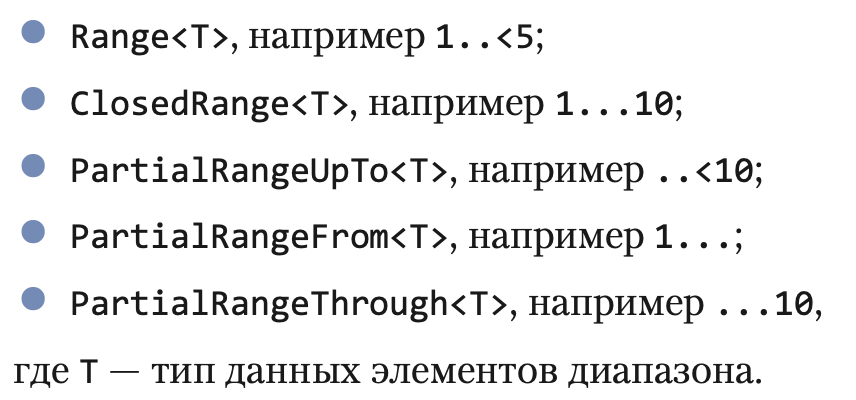 ● Range<T>, например 1..<5;
● ClosedRange<T>, например 1...10;
● PartialRangeUpTo<T>, например ..<10;
● PartialRangeFrom<T>, например 1...;
● PartialRangeThrough<T>, например ...10,
где T — тип данных элементов диапазона.